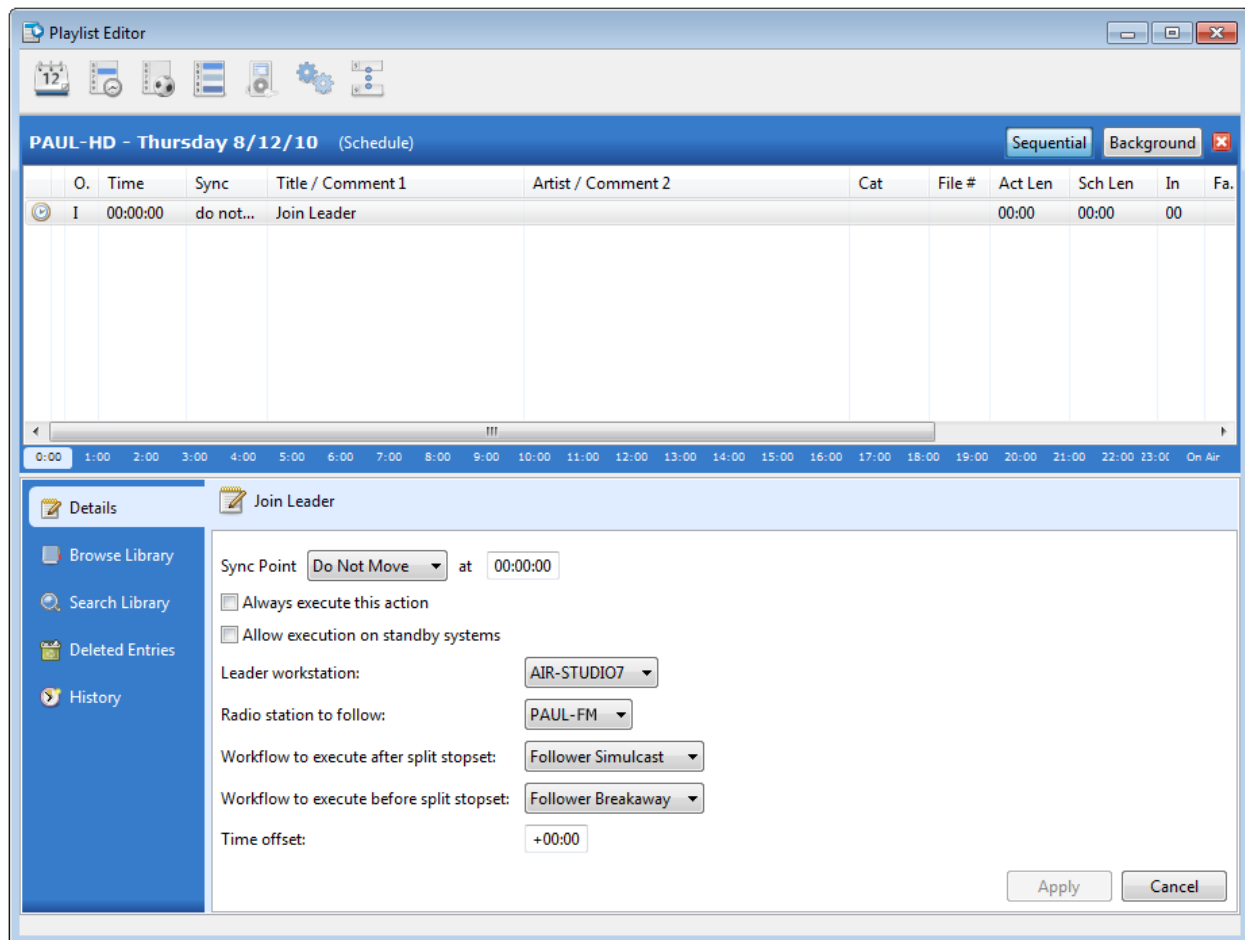 Playlist Editor
12
PAUL-HD - Thursday 8/12/10 (Schedule) Sequential Background
O. Time Sync Title / Comment 1 Artist / Comment 2 Cat File # Act Len Sch Len In Fa.
I 00:00:00 do not... Join Leader 00:00 00:00 00
0:00 1:00 2:00 3:00 4:00 5:00 6:00 7:00 8:00 9:00 10:00 11:00 12:00 13:00 14:00 15:00 16:00 17:00 18:00 19:00 20:00 21:00 22:00 23:0( On Air
Details
Browse Library
Search Library
Deleted Entries
History
Join Leader
Sync Point Do Not Move at 00:00:00
Always execute this action
Allow execution on standby systems
Leader workstation: AIR-STUDIO7
Radio station to follow: PAUL-FM
Workflow to execute after split stopset: Follower Simulcast
Workflow to execute before split stopset: Follower Breakaway
Time offset: +00:00
Apply Cancel